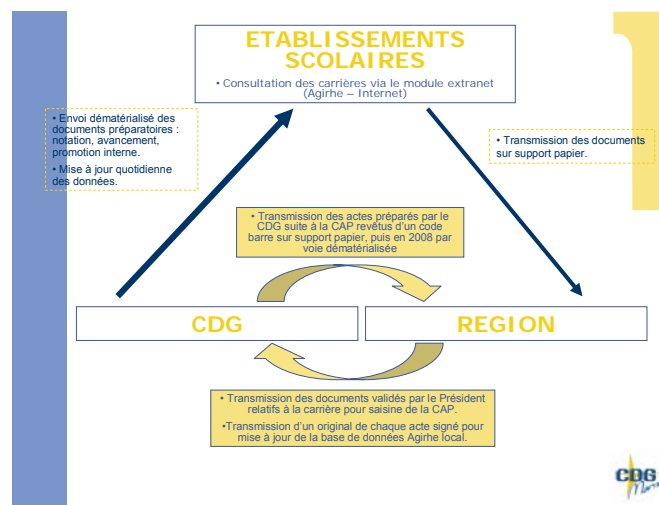 ETABLISSEMENTS
SCOLAIRES
• Consultation des carrières via le module extranet
(Agirhe – Internet)
• Envoi dématérialisé des
documents préparatoires :
notation, avancement,
promotion interne.
• Mise à jour quotidienne
des données.
• Transmission des documents
sur support papier.
• Transmission des actes préparés par le
CDG suite à la CAP revêtus d'un code
barre sur support papier, puis en 2008 par
voie dématérialisée
CDG
REGION
• Transmission des documents validés par le Président
relatifs à la carrière pour saisine de la CAP.
•Transmission d'un original de chaque acte signé pour
mise à jour de la base de données Agirhe local.
CDG